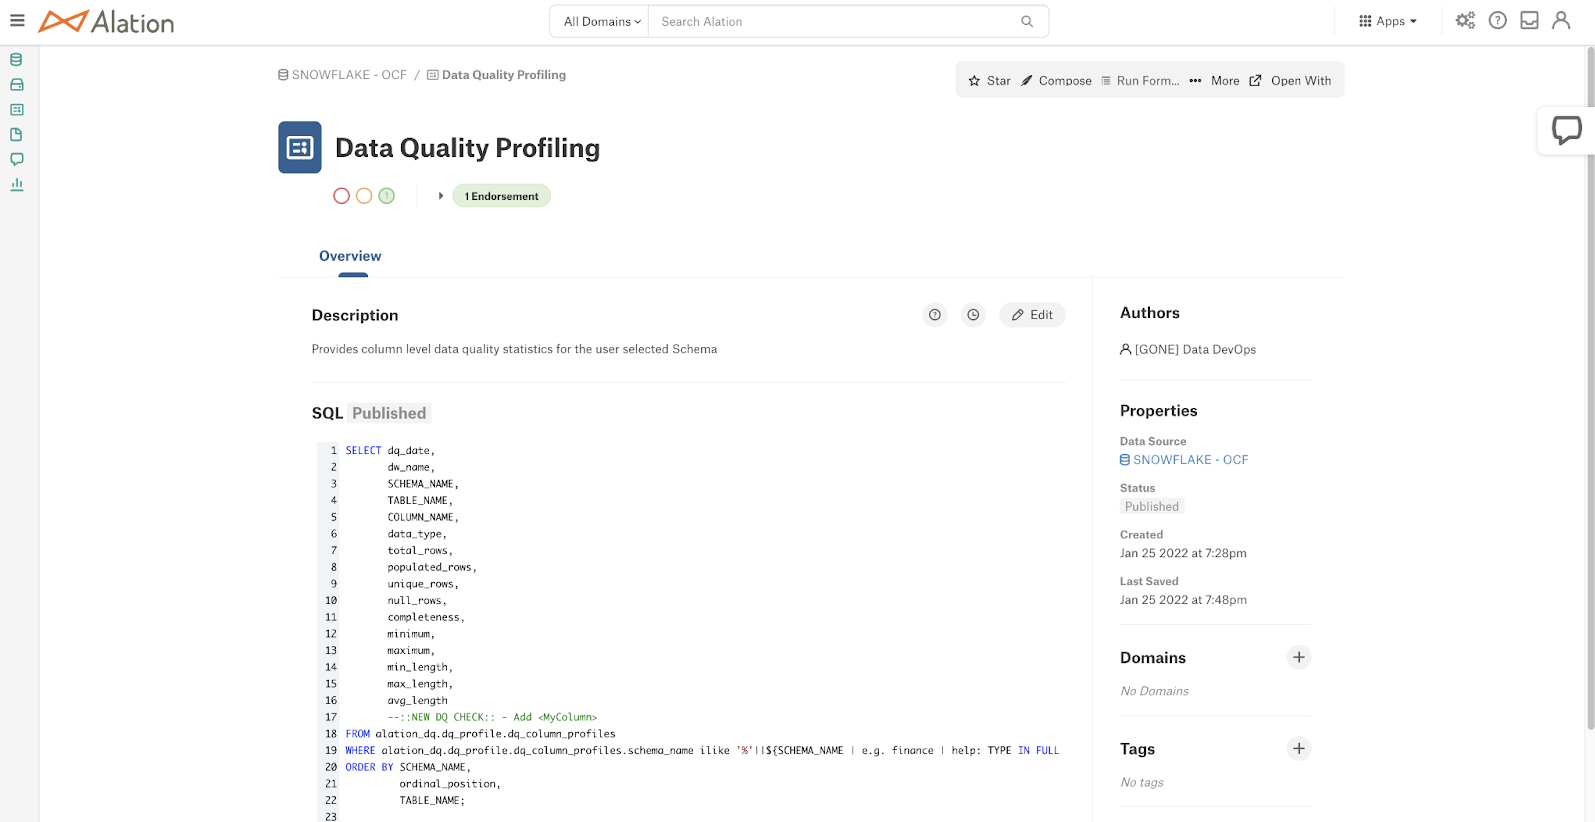 Alation
All Domains
Search Alation
Apps
SNOWFLAKE - OCF / Data Quality Profiling
Star
Compose
Run Form...
More
Open With
Data Quality Profiling
1
1 Endorsement
Overview
Description
Edit
Provides column level data quality statistics for the user selected Schema
SQL Published
1 SELECT dq_date,
2 dw_name,
3 SCHEMA_NAME,
4 TABLE_NAME,
5 COLUMN_NAME,
6 data_type,
7 total_rows,
8 populated_rows,
9 unique_rows,
10 null_rows,
11 completeness,
12 minimum,
13 maximum,
14 min_length,
15 max_length,
16 avg_length
17 --::NEW DQ CHECK:: - Add <MyColumn>
18 FROM alation_dq.dq_profile.dq_column_profiles
19 WHERE alation_dq.dq_profile.dq_column_profiles.schema_name ilike '%'||${SCHEMA_NAME | e.g. finance | help: TYPE IN FULL
20 ORDER BY SCHEMA_NAME,
21 ordinal_position,
22 TABLE_NAME;
23
Authors
[GONE] Data DevOps
Properties
Data Source
SNOWFLAKE - OCF
Status
Published
Created
Jan 25 2022 at 7:28pm
Last Saved
Jan 25 2022 at 7:48pm
Domains
No Domains
Tags
No tags